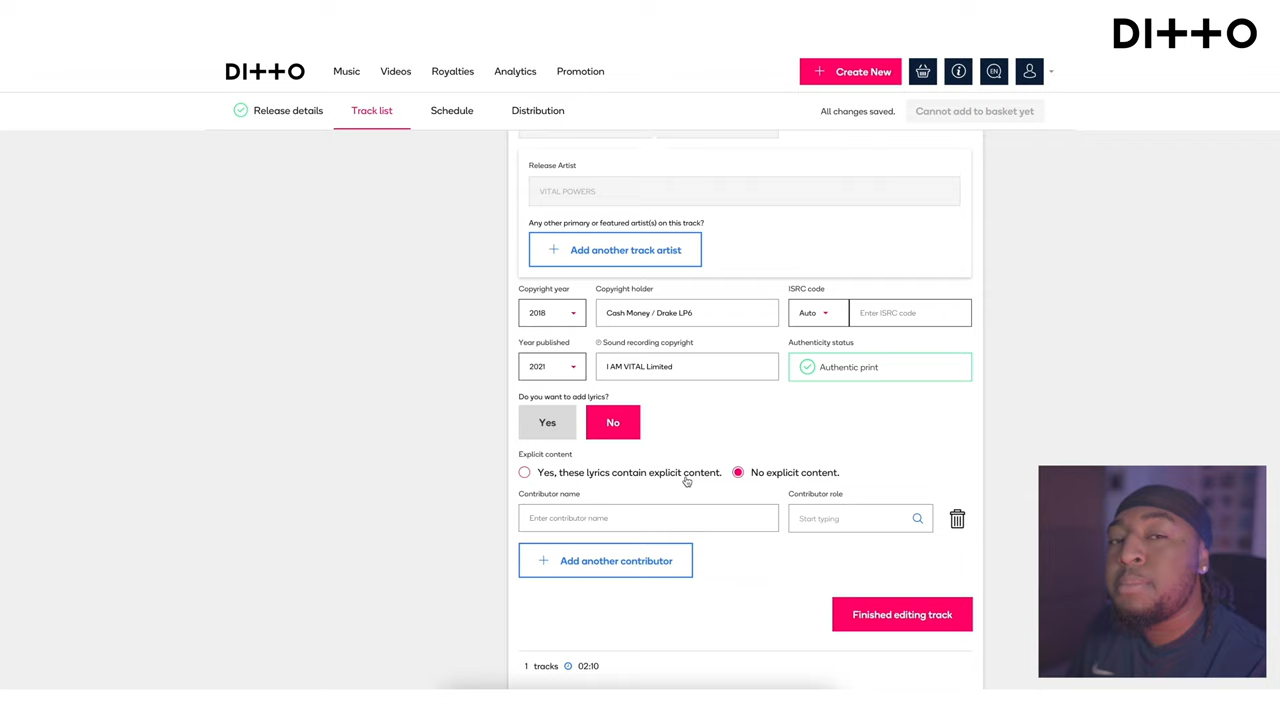 DITTO
DITTO Music Videos Royalties Analytics Promotion + Create New EN
Release details Track list Schedule Distribution All changes saved. Cannot add to basket yet
Release Artist
VITAL POWERS
Any other primary or featured artist(s) on this track?
+ Add another track artist
Copyright year Copyright holder ISRC code
2018 Cash Money / Drake LP6 Auto Enter ISRC code
Year published ℗ Sound recording copyright Authenticity status
2021 I AM VITAL Limited Authentic print
Do you want to add lyrics?
Yes No
Explicit content
Yes, these lyrics contain explicit content. No explicit content.
Contributor name Contributor role
Enter contributor name Start typing
+ Add another contributor
Finished editing track
1 tracks 02:10